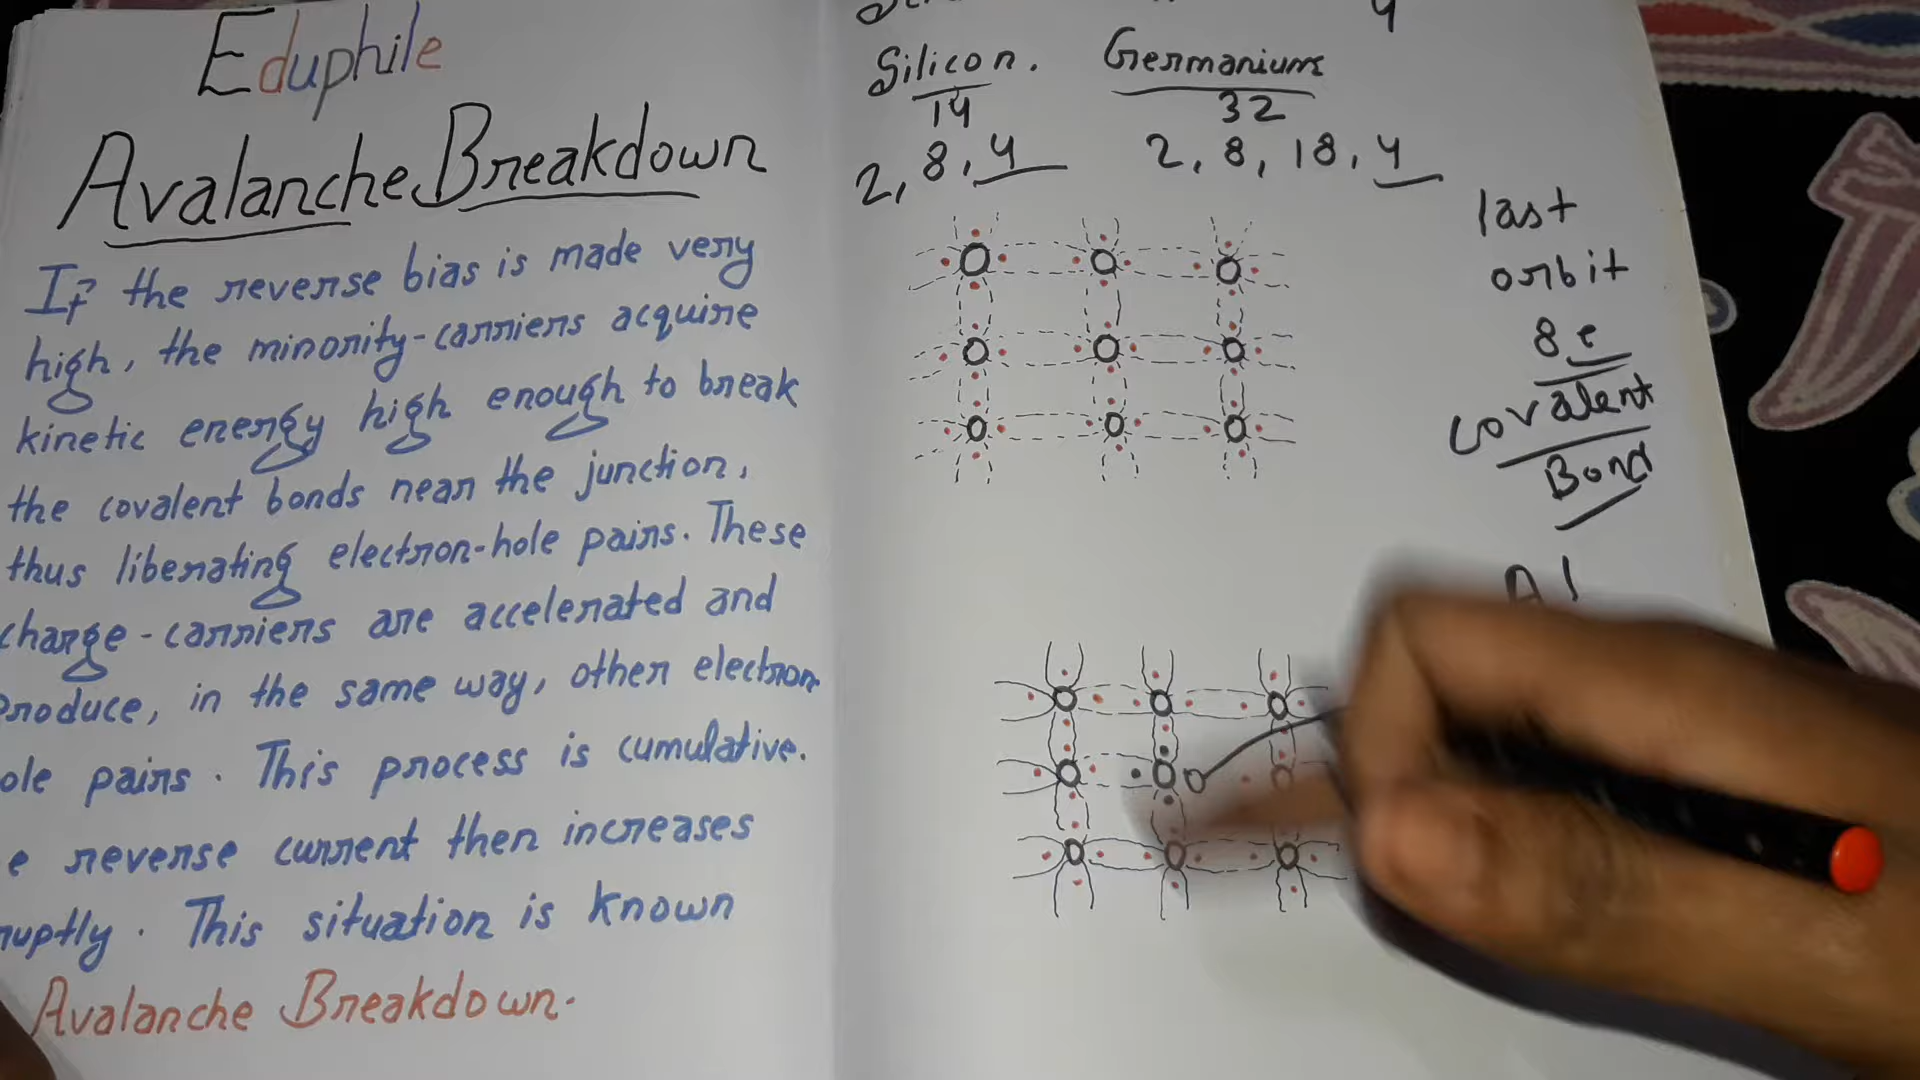 Eduphile
Avalanche Breakdown
If the reverse bias is made very
high, the minority-carriers acquire
kinetic energy high enough to break
the covalent bonds near the junction,
thus liberating electron-hole pairs. These
charge-carriers are accelerated and
produce, in the same way, other electron
ole pairs. This process is cumulative.
e reverse current then increases
ruptly. This situation is known
Avalanche Breakdown.
4
Silicon. Germanium
14 32
2, 8, 4 2, 8, 18, 4
last
orbit
8 e
covalent
Bond
Al